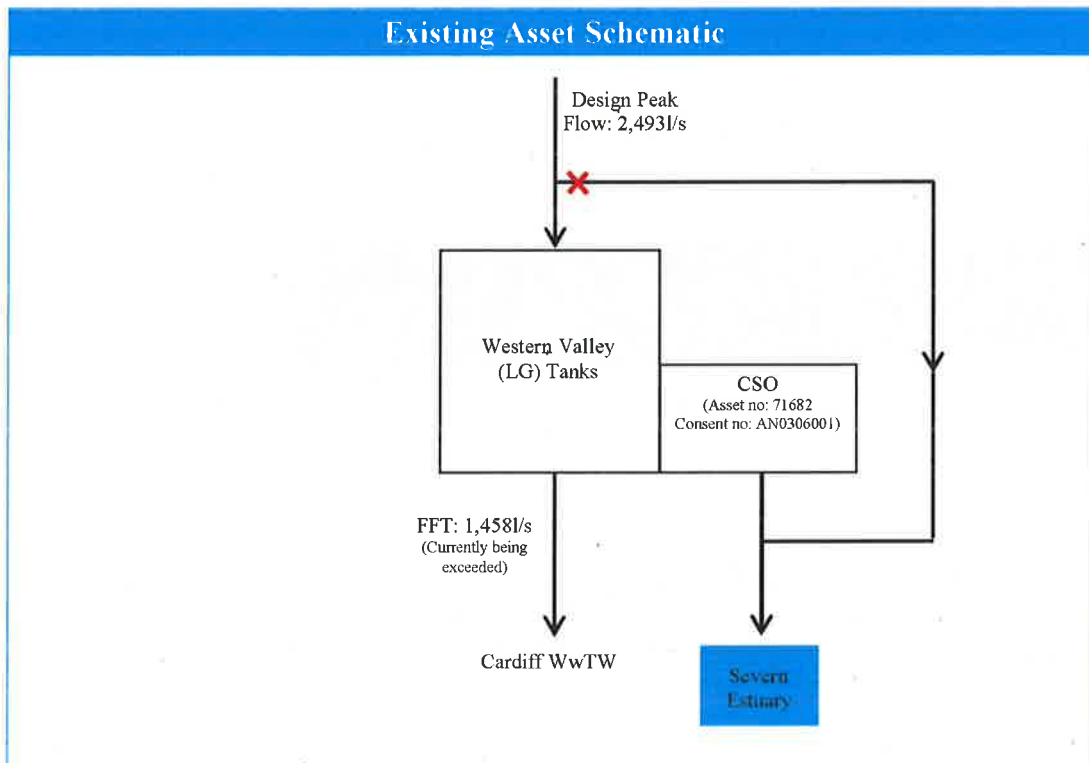 Existing Asset Schematic
Design Peak
Flow: 2,493l/s
Western Valley
(LG) Tanks
CSO
(Asset no: 71682
Consent no: AN0306001)
FFT: 1,458l/s
(Currently being
exceeded)
Cardiff WwTW
Severn
Estuary